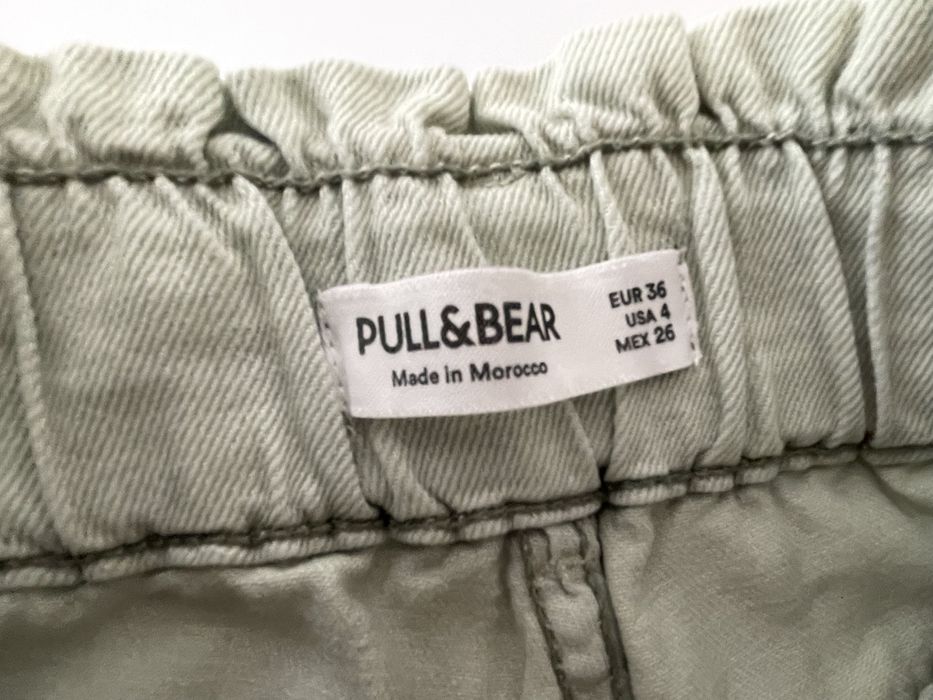 PULL&BEAR
Made in Morocco
EUR 36
USA 4
MEX 26